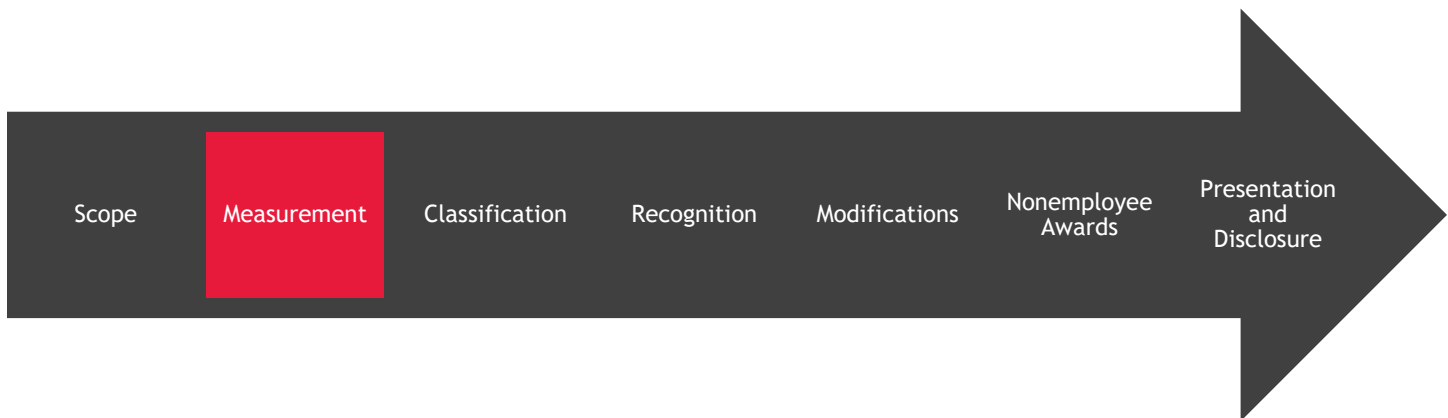 Scope
Measurement
Classification
Recognition
Modifications
Nonemployee
Awards
Presentation
and
Disclosure